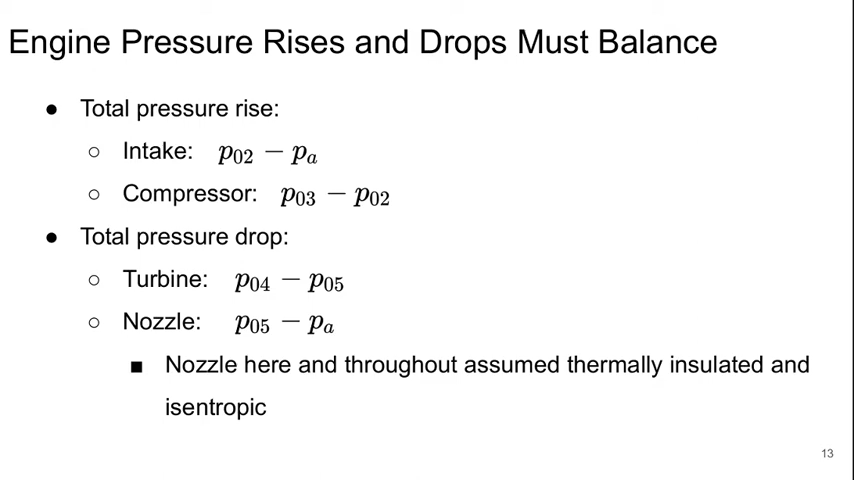 Engine Pressure Rises and Drops Must Balance
● Total pressure rise:
○ Intake: p₀₂ − pₐ
○ Compressor: p₀₃ − p₀₂
● Total pressure drop:
○ Turbine: p₀₄ − p₀₅
○ Nozzle: p₀₅ − pₐ
■ Nozzle here and throughout assumed thermally insulated and
isentropic
13